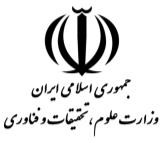 جمهوری اسلامی ایران
وزارت علوم، تحقیقات و فناوری